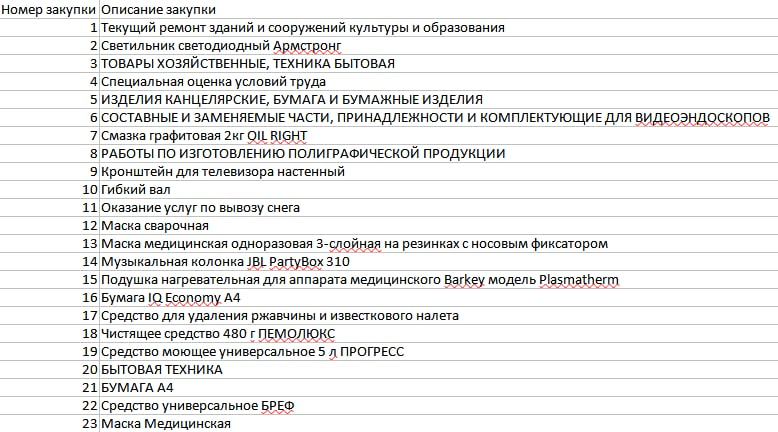 Номер закупки Описание закупки
1 Текущий ремонт зданий и сооружений культуры и образования
2 Светильник светодиодный Армстронг
3 ТОВАРЫ ХОЗЯЙСТВЕННЫЕ, ТЕХНИКА БЫТОВАЯ
4 Специальная оценка условий труда
5 ИЗДЕЛИЯ КАНЦЕЛЯРСКИЕ, БУМАГА И БУМАЖНЫЕ ИЗДЕЛИЯ
6 СОСТАВНЫЕ И ЗАМЕНЯЕМЫЕ ЧАСТИ, ПРИНАДЛЕЖНОСТИ И КОМПЛЕКТУЮЩИЕ ДЛЯ ВИДЕОЭНДОСКОПОВ
7 Смазка графитовая 2кг OIL RIGHT
8 РАБОТЫ ПО ИЗГОТОВЛЕНИЮ ПОЛИГРАФИЧЕСКОЙ ПРОДУКЦИИ
9 Кронштейн для телевизора настенный
10 Гибкий вал
11 Оказание услуг по вывозу снега
12 Маска сварочная
13 Маска медицинская одноразовая 3-слойная на резинках с носовым фиксатором
14 Музыкальная колонка JBL PartyBox 310
15 Подушка нагревательная для аппарата медицинского Barkey модель Plasmatherm
16 Бумага IQ Economy А4
17 Средство для удаления ржавчины и известкового налета
18 Чистящее средство 480 г ПЕМОЛЮКС
19 Средство моющее универсальное 5 л ПРОГРЕСС
20 БЫТОВАЯ ТЕХНИКА
21 БУМАГА А4
22 Средство универсальное БРЕФ
23 Маска Медицинская